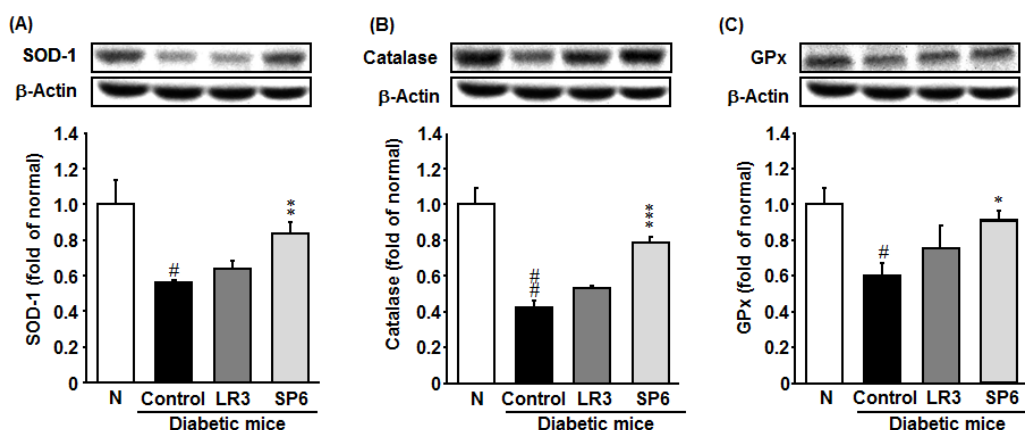 (A)
SOD-1
β-Actin
SOD-1 (fold of normal)
1.4
1.2
1.0
0.8
0.6
0.4
0.2
0
#
**
N Control LR3 SP6
Diabetic mice
(B)
Catalase
β-Actin
Catalase (fold of normal)
1.4
1.2
1.0
0.8
0.6
0.4
0.2
0
##
***
N Control LR3 SP6
Diabetic mice
(C)
GPx
β-Actin
GPx (fold of normal)
1.4
1.2
1.0
0.8
0.6
0.4
0.2
0
#
*
N Control LR3 SP6
Diabetic mice